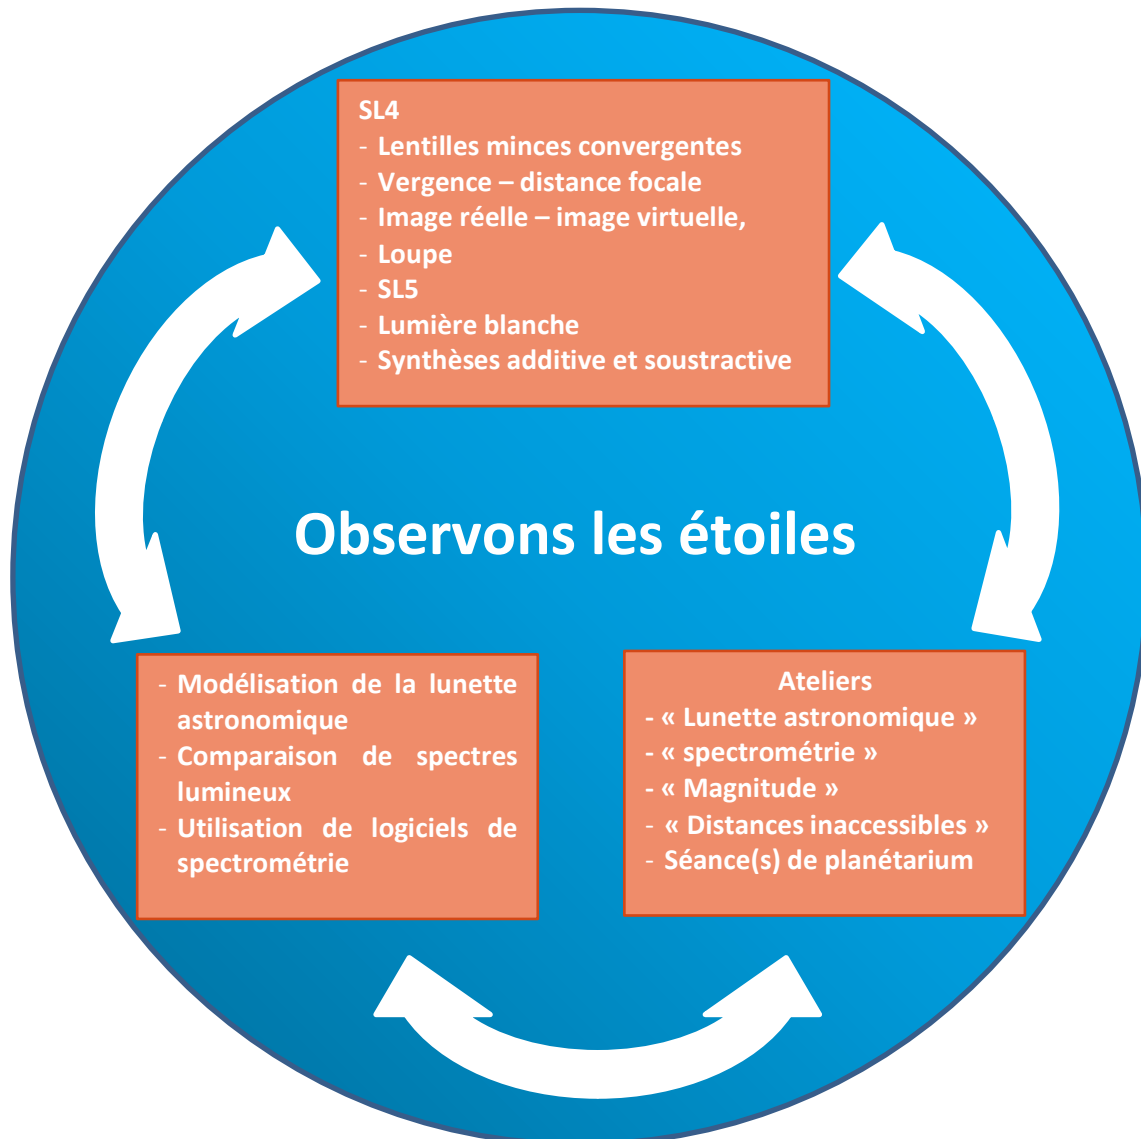 SL4
- Lentilles minces convergentes
- Vergence – distance focale
- Image réelle – image virtuelle,
- Loupe
- SL5
- Lumière blanche
- Synthèses additive et soustractive
Observons les étoiles
- Modélisation de la lunette
astronomique
- Comparaison de spectres
lumineux
- Utilisation de logiciels de
spectrométrie
Ateliers
- « Lunette astronomique »
- « spectrométrie »
- « Magnitude »
- « Distances inaccessibles »
- Séance(s) de planétarium